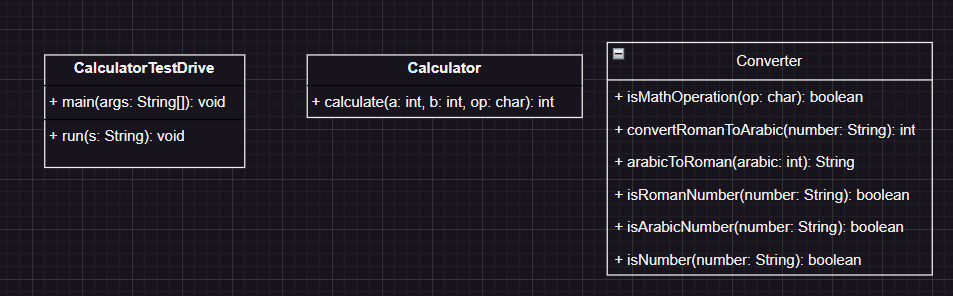 CalculatorTestDrive
+ main(args: String[]): void
+ run(s: String): void
Calculator
+ calculate(a: int, b: int, op: char): int
Converter
+ isMathOperation(op: char): boolean
+ convertRomanToArabic(number: String): int
+ arabicToRoman(arabic: int): String
+ isRomanNumber(number: String): boolean
+ isArabicNumber(number: String): boolean
+ isNumber(number: String): boolean